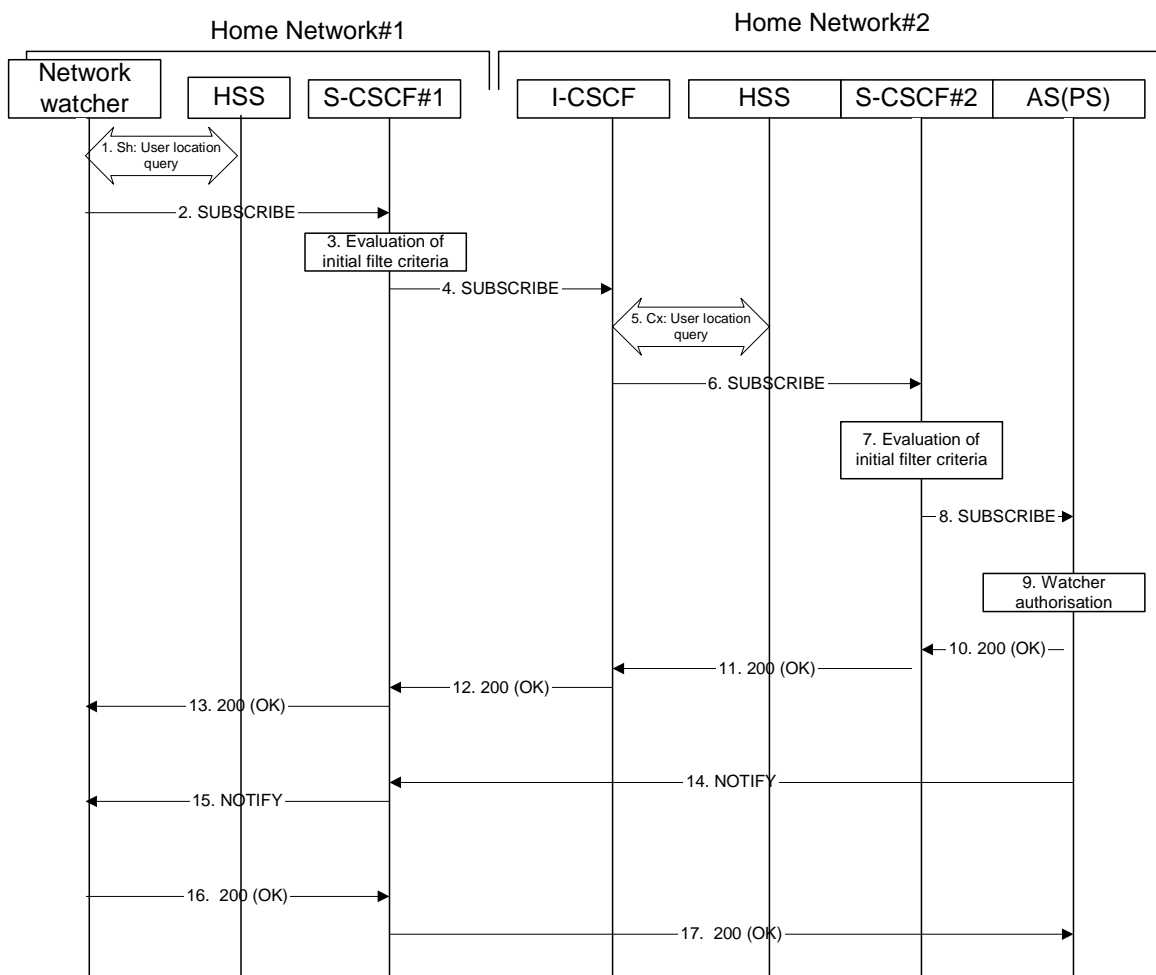 Home Network#1
Home Network#2
Network
watcher
HSS
S-CSCF#1
I-CSCF
HSS
S-CSCF#2
AS(PS)
1. Sh: User location
query
2. SUBSCRIBE
3. Evaluation of
initial filte criteria
4. SUBSCRIBE
5. Cx: User location
query
6. SUBSCRIBE
7. Evaluation of
initial filter criteria
8. SUBSCRIBE
9. Watcher
authorisation
10. 200 (OK)
11. 200 (OK)
12. 200 (OK)
13. 200 (OK)
14. NOTIFY
15. NOTIFY
16. 200 (OK)
17. 200 (OK)